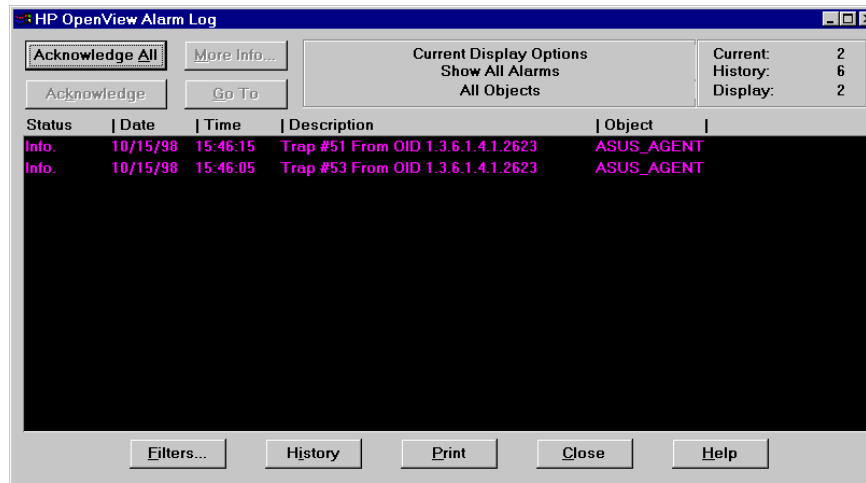 HP OpenView Alarm Log
Acknowledge All
More Info...
Acknowledge
Go To
Current Display Options
Show All Alarms
All Objects
Current: 2
History: 6
Display: 2
Status | Date | Time | Description | Object |
Info. 10/15/98 15:46:15 Trap #51 From OID 1.3.6.1.4.1.2623 ASUS_AGENT
Info. 10/15/98 15:46:05 Trap #53 From OID 1.3.6.1.4.1.2623 ASUS_AGENT
Filters... History Print Close Help